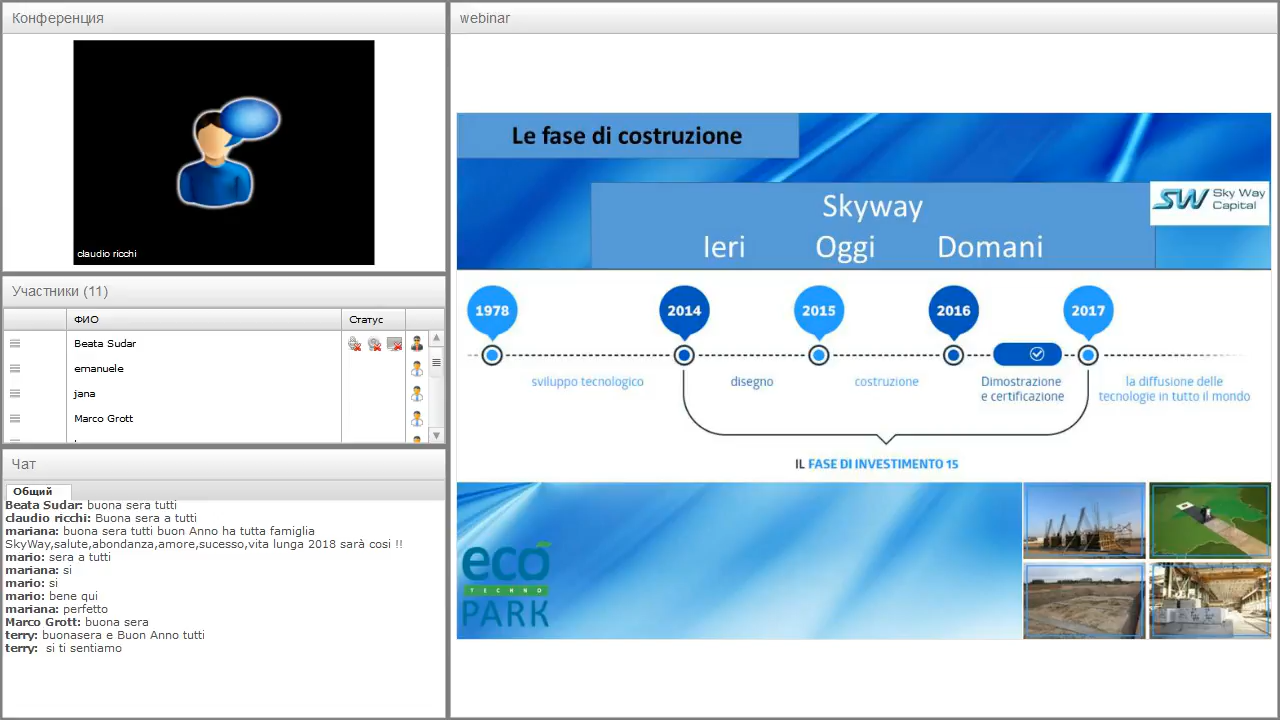 Конференция
claudio ricchi
Участники (11)
ФИО
Статус
Beata Sudar
emanuele
jana
Marco Grott
Чат
Общий
Beata Sudar: buona sera tutti
claudio ricchi: Buona sera a tutti
mariana: buona sera tutti buon Anno ha tutta famiglia
SkyWay,salute,abondanza,amore,sucesso,vita lunga 2018 sarà cosi !!
mario: sera a tutti
mariana: si
mario: si
mario: bene qui
mariana: perfetto
Marco Grott: buona sera
terry: buonasera e Buon Anno tutti
terry: si ti sentiamo
webinar
Le fase di costruzione
Skyway
Ieri Oggi Domani
SW Sky Way
Capital
1978 2014 2015 2016 2017
sviluppo tecnologico
disegno
costruzione
Dimostrazione
e certificazione
la diffusione delle
tecnologie in tutto il mondo
IL FASE DI INVESTIMENTO 15
eco
TECHNO
PARK